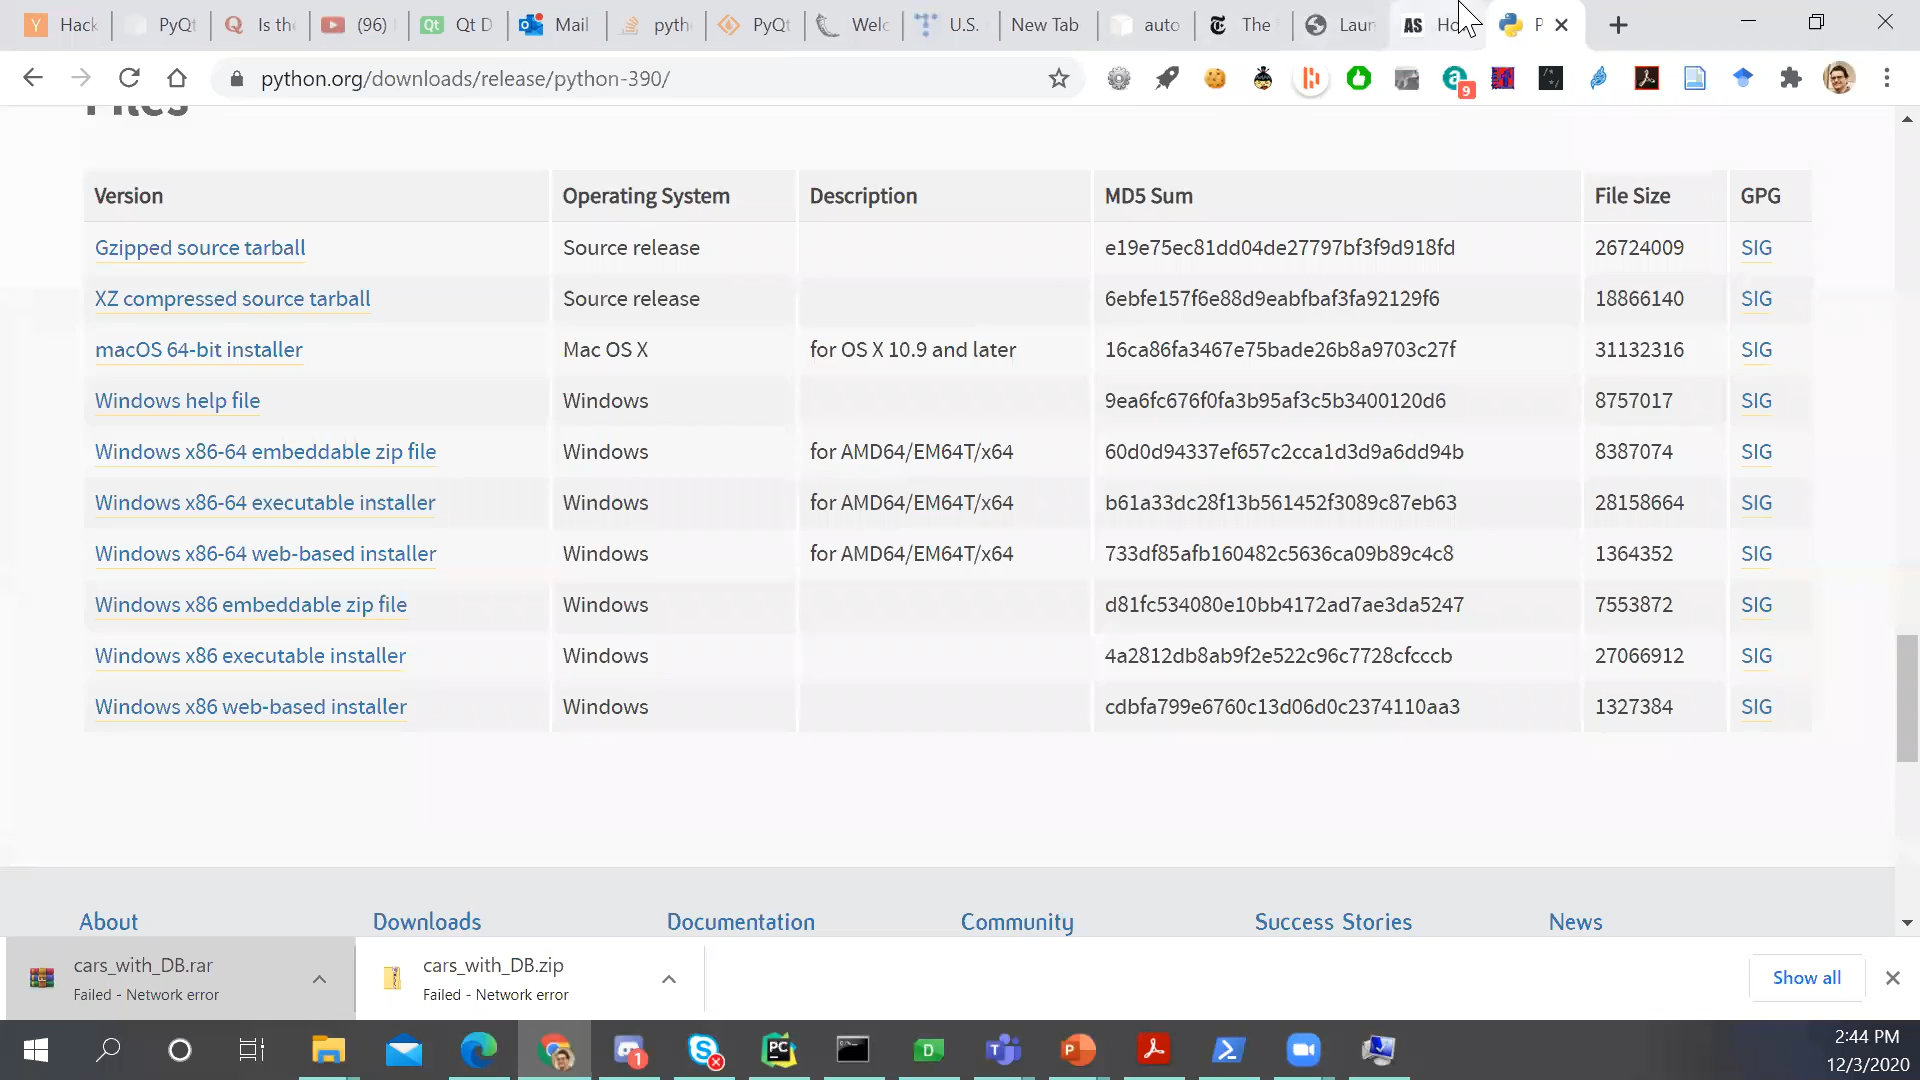 Hack PyQt Is the (96) Qt D Mail pyth PyQt Welc U.S. New Tab auto The Laun Ho P
python.org/downloads/release/python-390/
9
Files
Version Operating System Description MD5 Sum File Size GPG
Gzipped source tarball Source release e19e75ec81dd04de27797bf3f9d918fd 26724009 SIG
XZ compressed source tarball Source release 6ebfe157f6e88d9eabfbaf3fa92129f6 18866140 SIG
macOS 64-bit installer Mac OS X for OS X 10.9 and later 16ca86fa3467e75bade26b8a9703c27f 31132316 SIG
Windows help file Windows 9ea6fc676f0fa3b95af3c5b3400120d6 8757017 SIG
Windows x86-64 embeddable zip file Windows for AMD64/EM64T/x64 60d0d94337ef657c2cca1d3d9a6dd94b 8387074 SIG
Windows x86-64 executable installer Windows for AMD64/EM64T/x64 b61a33dc28f13b561452f3089c87eb63 28158664 SIG
Windows x86-64 web-based installer Windows for AMD64/EM64T/x64 733df85afb160482c5636ca09b89c4c8 1364352 SIG
Windows x86 embeddable zip file Windows d81fc534080e10bb4172ad7ae3da5247 7553872 SIG
Windows x86 executable installer Windows 4a2812db8ab9f2e522c96c7728cfcccb 27066912 SIG
Windows x86 web-based installer Windows cdbfa799e6760c13d06d0c2374110aa3 1327384 SIG
About Downloads Documentation Community Success Stories News
cars_with_DB.rar cars_with_DB.zip
Failed - Network error Failed - Network error
Show all
2:44 PM
12/3/2020